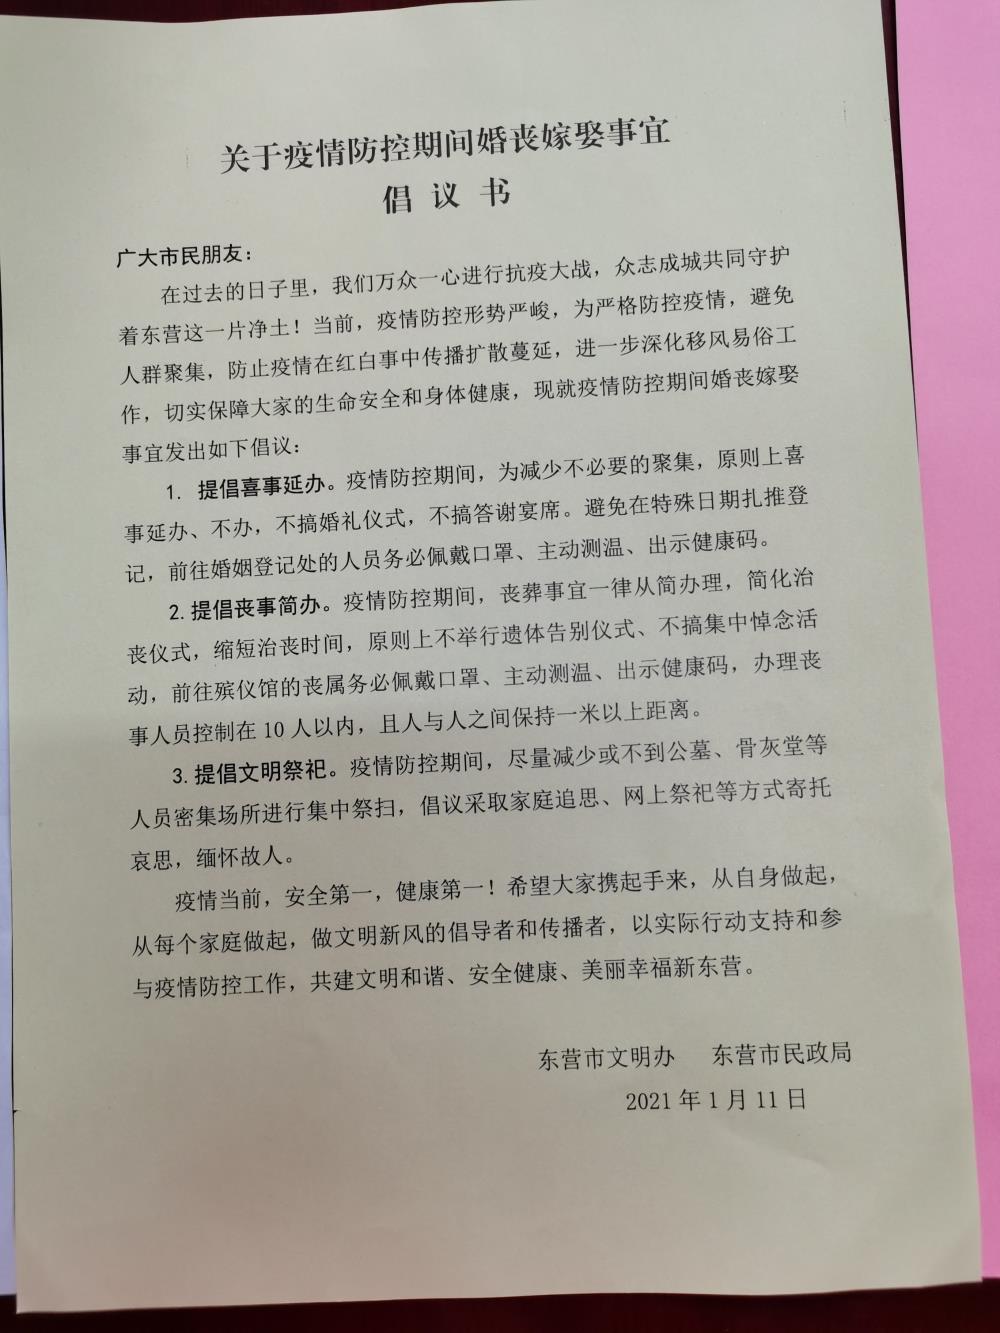 关于疫情防控期间婚丧嫁娶事宜
倡 议 书
广大市民朋友：
在过去的日子里，我们万众一心进行抗疫大战，众志成城共同守护
着东营这一片净土！当前，疫情防控形势严峻，为严格防控疫情，避免
人群聚集，防止疫情在红白事中传播扩散蔓延，进一步深化移风易俗工
作，切实保障大家的生命安全和身体健康，现就疫情防控期间婚丧嫁娶
事宜发出如下倡议：
1. 提倡喜事延办。疫情防控期间，为减少不必要的聚集，原则上喜
事延办、不办，不搞婚礼仪式，不搞答谢宴席。避免在特殊日期扎推登
记，前往婚姻登记处的人员务必佩戴口罩、主动测温、出示健康码。
2.提倡丧事简办。疫情防控期间，丧葬事宜一律从简办理，简化治
丧仪式，缩短治丧时间，原则上不举行遗体告别仪式、不搞集中悼念活
动，前往殡仪馆的丧属务必佩戴口罩、主动测温、出示健康码，办理丧
事人员控制在 10 人以内，且人与人之间保持一米以上距离。
3.提倡文明祭祀。疫情防控期间，尽量减少或不到公墓、骨灰堂等
人员密集场所进行集中祭扫，倡议采取家庭追思、网上祭祀等方式寄托
哀思，缅怀故人。
疫情当前，安全第一，健康第一！希望大家携起手来，从自身做起，
从每个家庭做起，做文明新风的倡导者和传播者，以实际行动支持和参
与疫情防控工作，共建文明和谐、安全健康、美丽幸福新东营。
东营市文明办 东营市民政局
2021 年 1 月 11 日